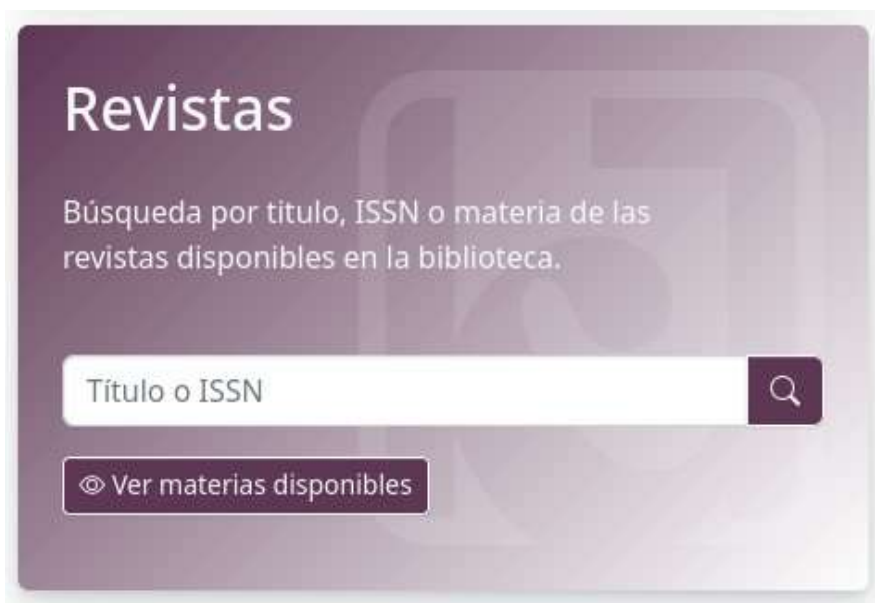 Revistas
Búsqueda por titulo, ISSN o materia de las
revistas disponibles en la biblioteca.
Título o ISSN
Ver materias disponibles